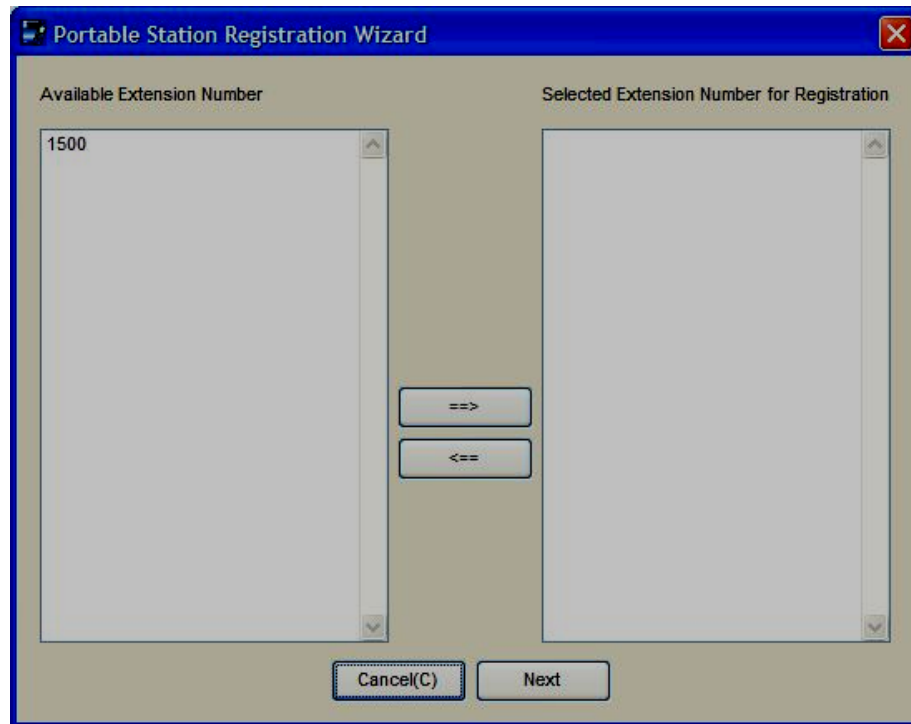 Portable Station Registration Wizard
Available Extension Number
Selected Extension Number for Registration
1500
==>
<==
Cancel(C)
Next